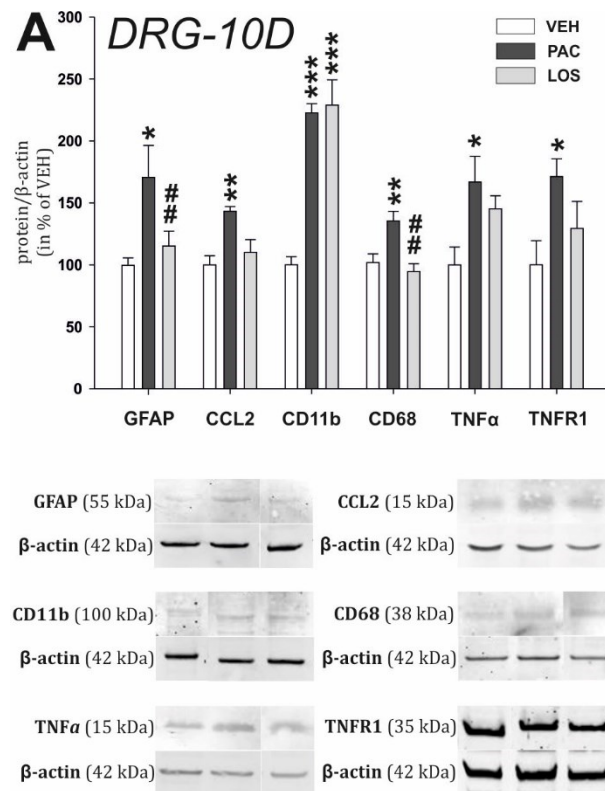 A DRG-10D
VEH
PAC
LOS
protein/β-actin
(in % of VEH)
300
250
200
150
100
50
0
*
##
**
***
***
**
##
*
*
GFAP CCL2 CD11b CD68 TNFα TNFR1
GFAP (55 kDa)
β-actin (42 kDa)
CCL2 (15 kDa)
β-actin (42 kDa)
CD11b (100 kDa)
β-actin (42 kDa)
CD68 (38 kDa)
β-actin (42 kDa)
TNFα (15 kDa)
β-actin (42 kDa)
TNFR1 (35 kDa)
β-actin (42 kDa)